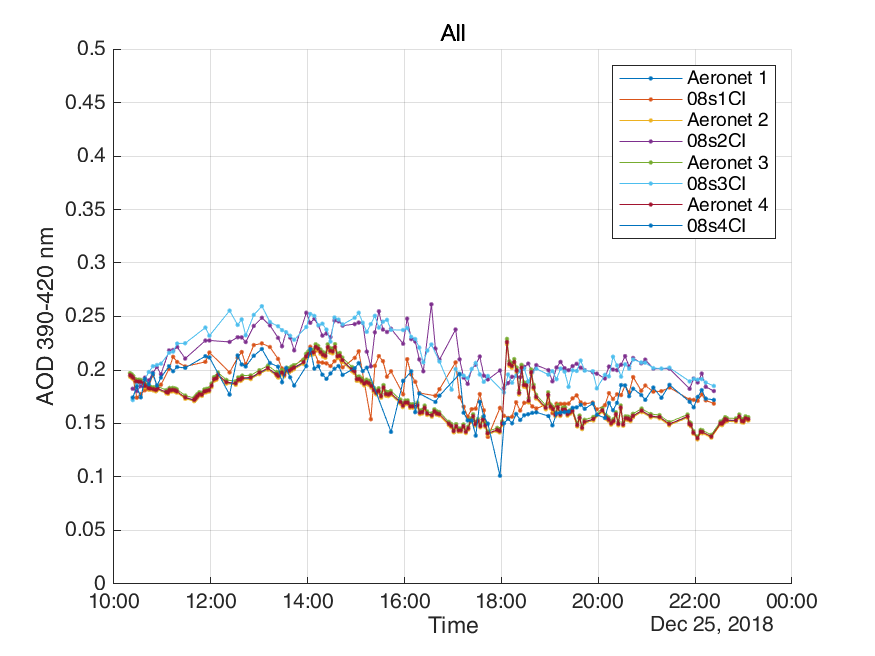 All
0.5
0.45
0.4
0.35
0.3
0.25
0.2
0.15
0.1
0.05
0
AOD 390-420 nm
Aeronet 1
08s1CI
Aeronet 2
08s2CI
Aeronet 3
08s3CI
Aeronet 4
08s4CI
10:00 12:00 14:00 16:00 18:00 20:00 22:00 00:00
Time
Dec 25, 2018